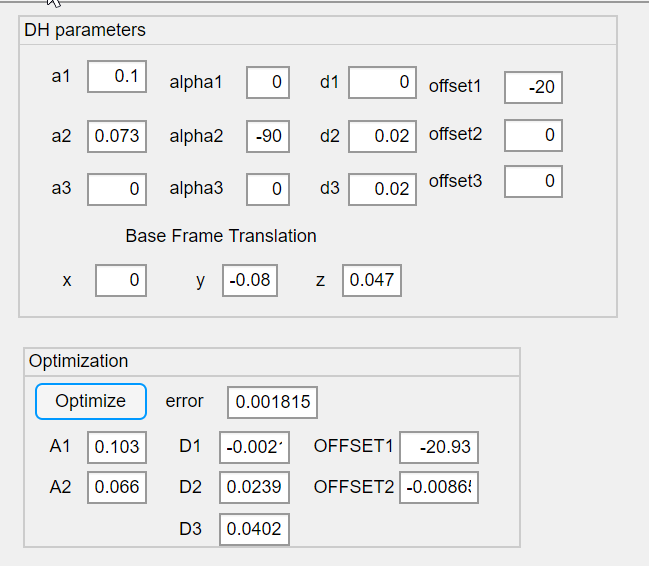 DH parameters
a1 0.1 alpha1 0 d1 0 offset1 -20
a2 0.073 alpha2 -90 d2 0.02 offset2 0
a3 0 alpha3 0 d3 0.02 offset3 0
Base Frame Translation
x 0 y -0.08 z 0.047
Optimization
Optimize error 0.001815
A1 0.103 D1 OFFSET1 -20.93
A2 0.066 D2 0.0239 OFFSET2
D3 0.0402